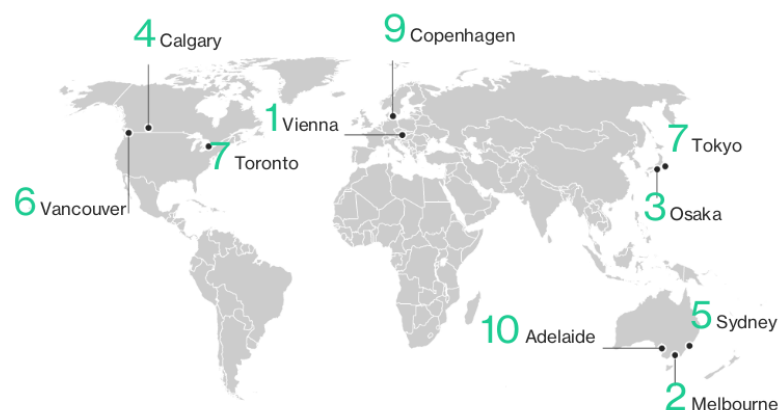 4 Calgary
9 Copenhagen
1 Vienna
7 Toronto
7 Tokyo
6 Vancouver
3 Osaka
10 Adelaide
5 Sydney
2 Melbourne